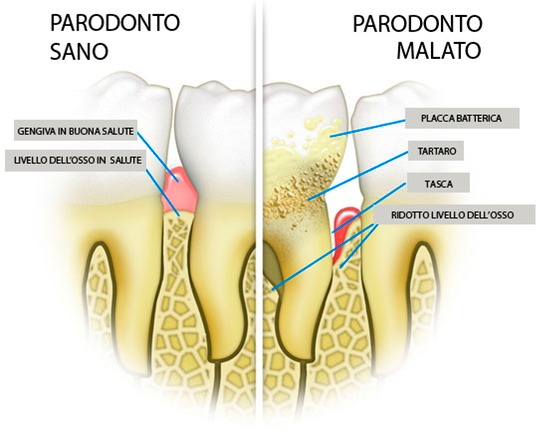 PARODONTO
SANO
PARODONTO
MALATO
GENGIVA IN BUONA SALUTE
LIVELLO DELL'OSSO IN SALUTE
PLACCA BATTERICA
TARTARO
TASCA
RIDOTTO LIVELLO DELL'OSSO